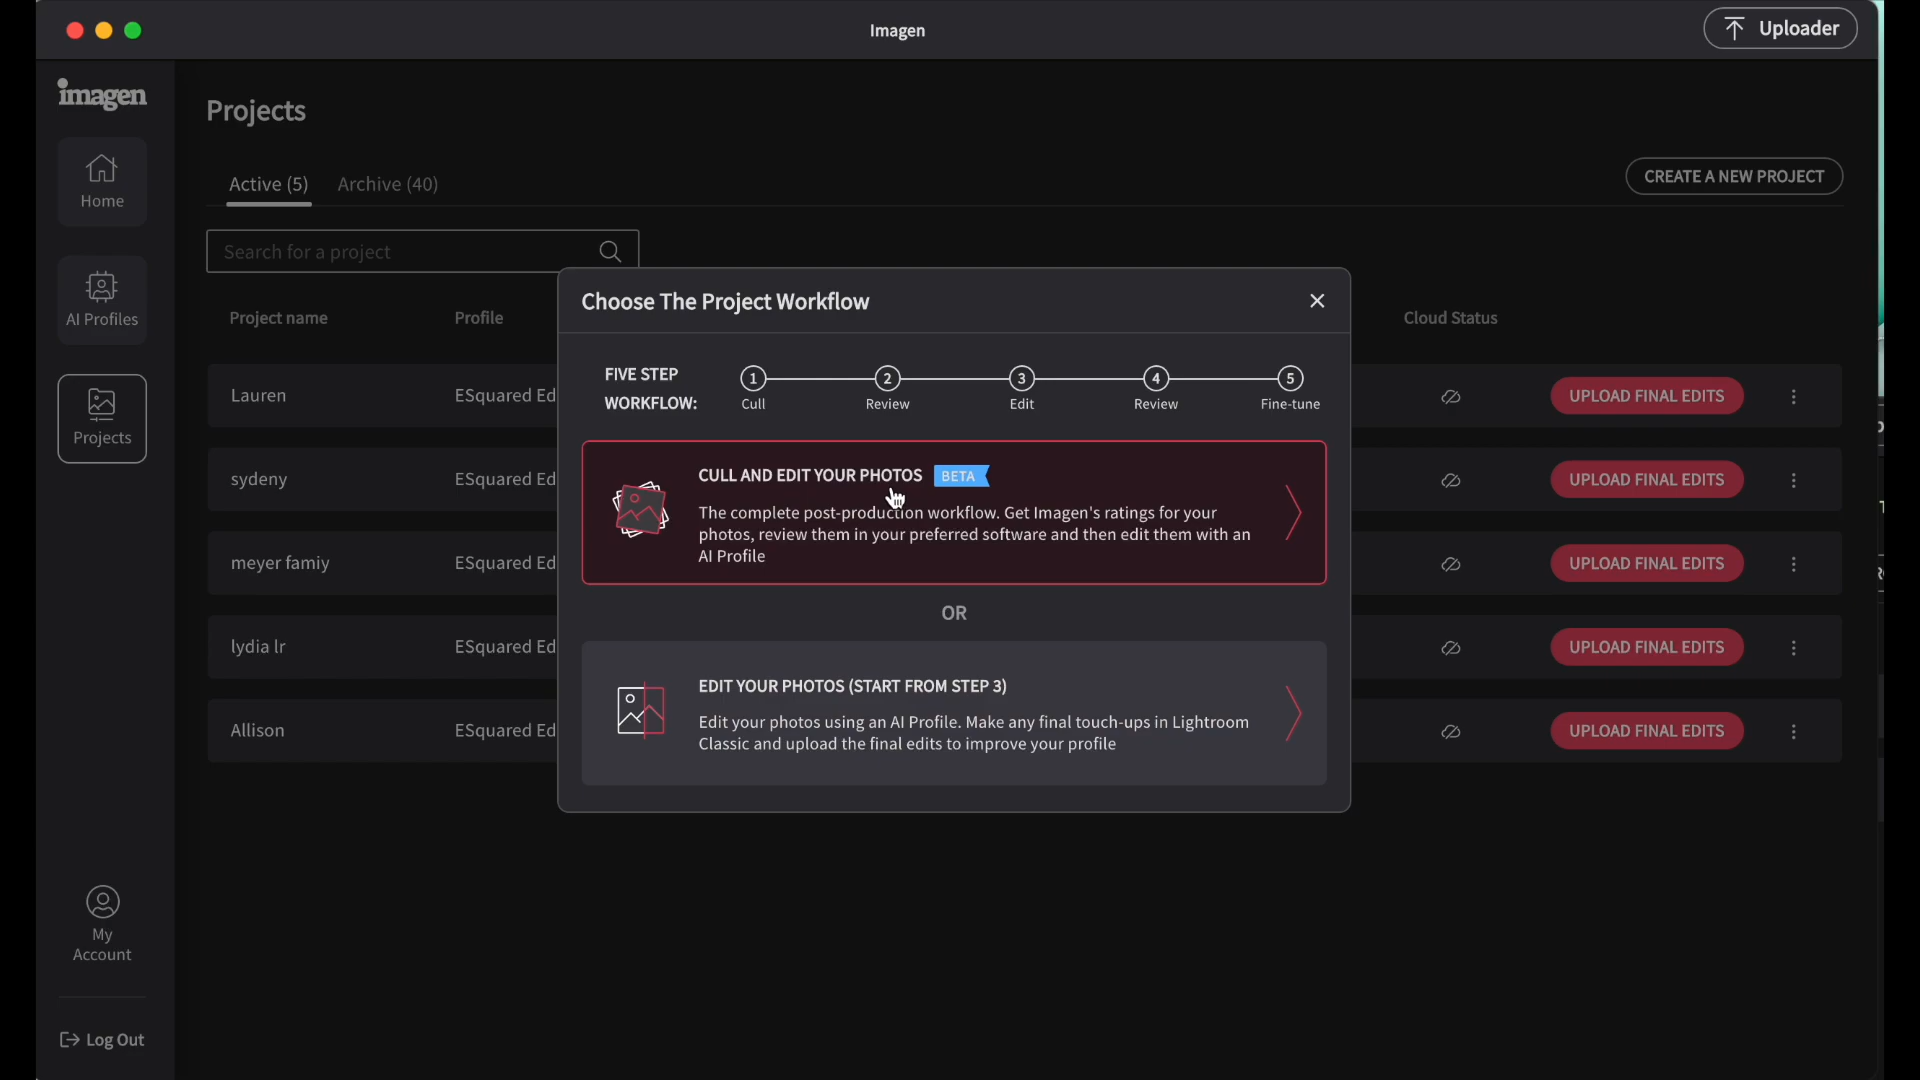 Imagen
Uploader
imagen
Projects
Home
Active (5)
Archive (40)
CREATE A NEW PROJECT
Search for a project
AI Profiles
Projects
Project name
Profile
Cloud Status
Choose The Project Workflow
FIVE STEP
WORKFLOW:
1
2
3
4
5
Cull
Review
Edit
Review
Fine-tune
CULL AND EDIT YOUR PHOTOS
BETA
The complete post-production workflow. Get Imagen's ratings for your
photos, review them in your preferred software and then edit them with an
AI Profile
OR
EDIT YOUR PHOTOS (START FROM STEP 3)
Edit your photos using an AI Profile. Make any final touch-ups in Lightroom
Classic and upload the final edits to improve your profile
Lauren
ESquared Ed
UPLOAD FINAL EDITS
sydeny
ESquared Ed
UPLOAD FINAL EDITS
meyer famiy
ESquared Ed
UPLOAD FINAL EDITS
lydia lr
ESquared Ed
UPLOAD FINAL EDITS
Allison
ESquared Ed
UPLOAD FINAL EDITS
My
Account
Log Out